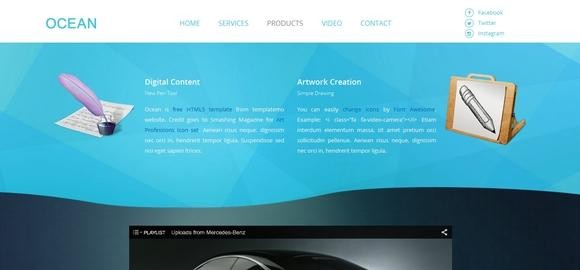 OCEAN
HOME SERVICES PRODUCTS VIDEO CONTACT
Facebook
Twitter
Instagram
Digital Content
New Pen Tool
Ocean is free HTML5 template from templatemo
website. Credit goes to Smashing Magazine for Art
Professions Icon set. Aenean risus neque, dignissim
nec orci in, hendrerit tempor ligula. Suspendisse sed
nisi eget sapien ltrices.
Artwork Creation
Simple Drawing
You can easily change icons by Font Awesome.
Example: <i class="fa fa-video-camera"></i> Etiam
interdum elementum massa, sit amet pretium orci
sollicitudin pellenue. Aenean risus neque, dignissim
nec orci in, hendrerit tempor ligula.
PLAYLIST Uploads from Mercedes-Benz